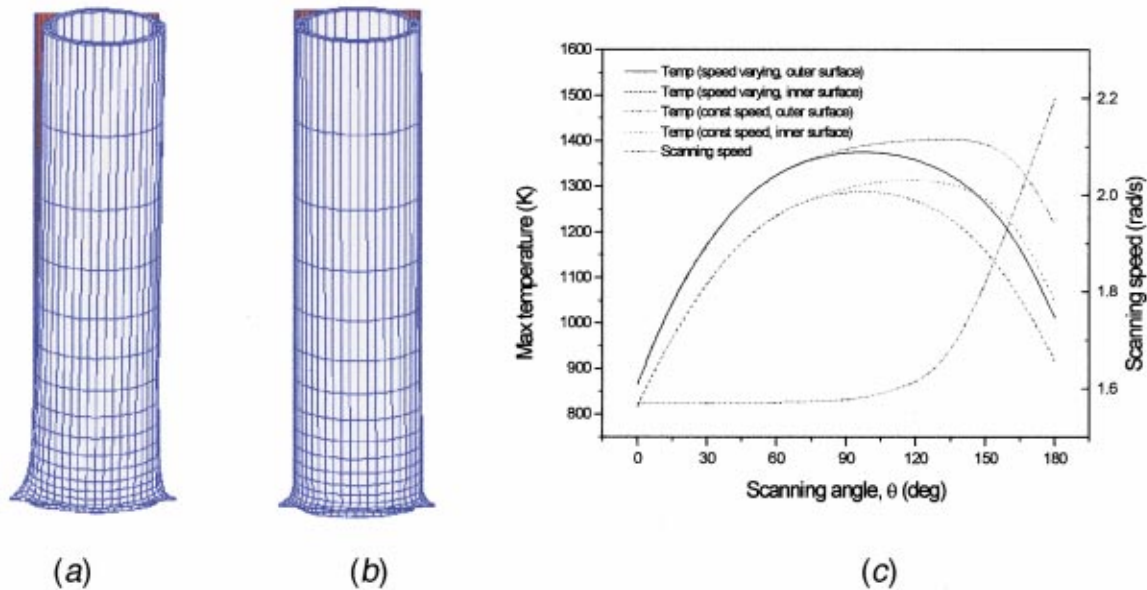 1600
1500
1400
1300
1200
1100
1000
900
800
Max temperature (K)
Temp (speed varying, outer surface)
Temp (speed varying, inner surface)
Temp (const speed, outer surface)
Temp (const speed, inner surface)
Scanning speed
2.2
2.0
1.8
1.6
Scanning speed (rad/s)
0 30 60 90 120 150 180
Scanning angle, θ (deg)
(a) (b) (c)